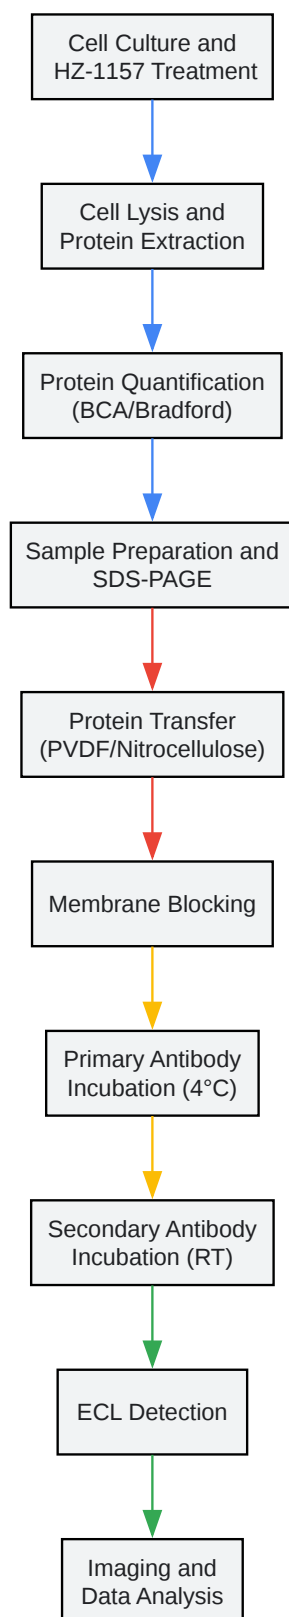 Cell Culture and
HZ-1157 Treatment
Cell Lysis and
Protein Extraction
Protein Quantification
(BCA/Bradford)
Sample Preparation and
SDS-PAGE
Protein Transfer
(PVDF/Nitrocellulose)
Membrane Blocking
Primary Antibody
Incubation (4°C)
Secondary Antibody
Incubation (RT)
ECL Detection
Imaging and
Data Analysis